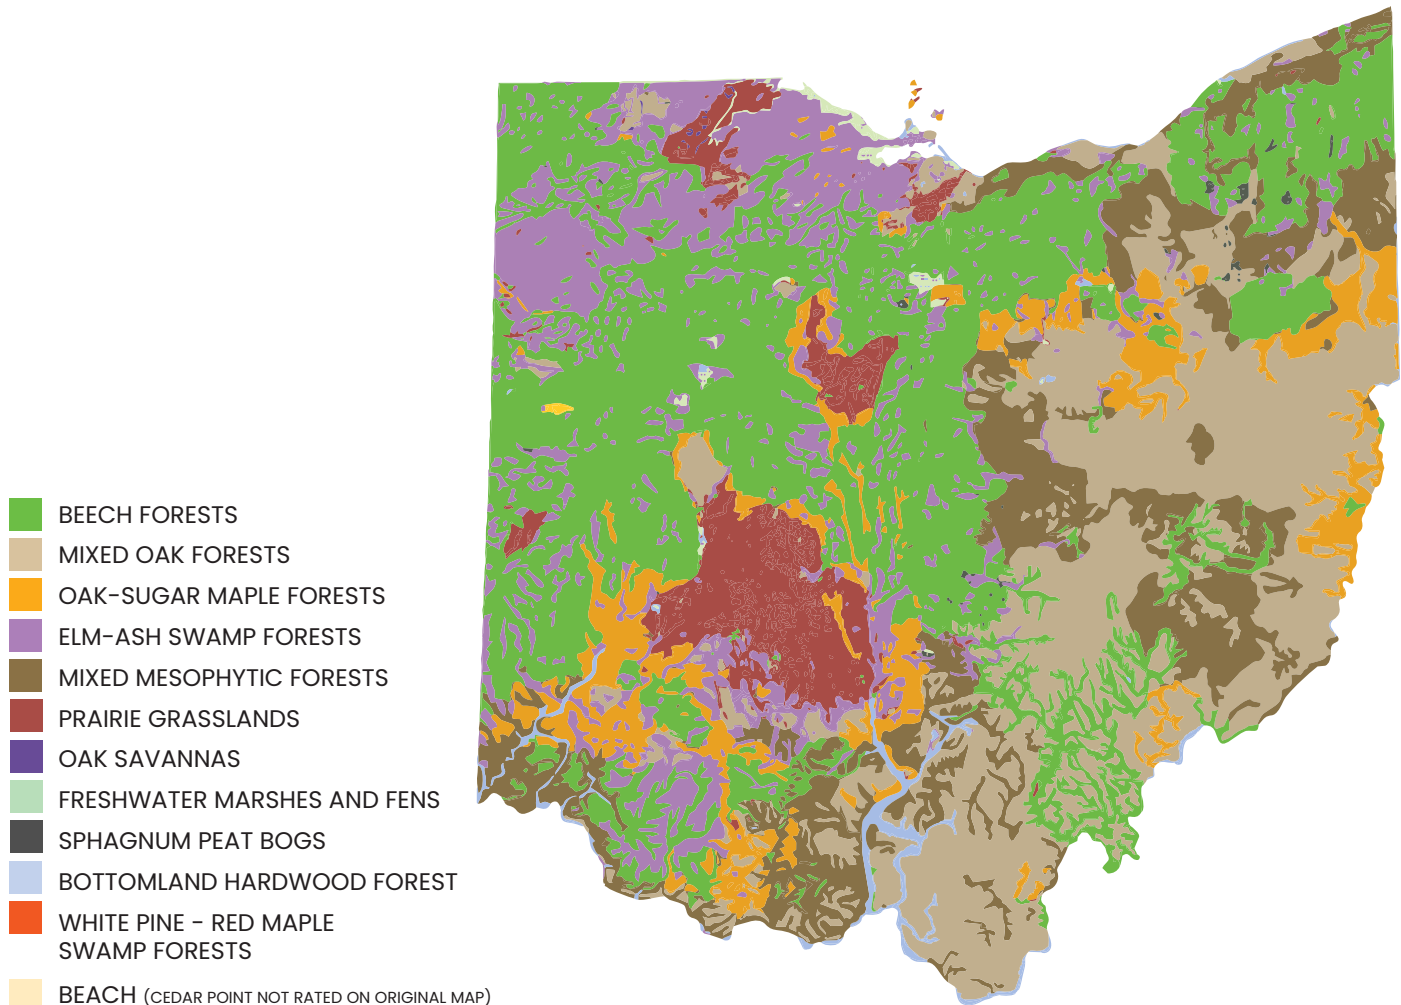 BEECH FORESTS
MIXED OAK FORESTS
OAK-SUGAR MAPLE FORESTS
ELM-ASH SWAMP FORESTS
MIXED MESOPHYTIC FORESTS
PRAIRIE GRASSLANDS
OAK SAVANNAS
FRESHWATER MARSHES AND FENS
SPHAGNUM PEAT BOGS
BOTTOMLAND HARDWOOD FOREST
WHITE PINE - RED MAPLE
SWAMP FORESTS
BEACH (CEDAR POINT NOT RATED ON ORIGINAL MAP)